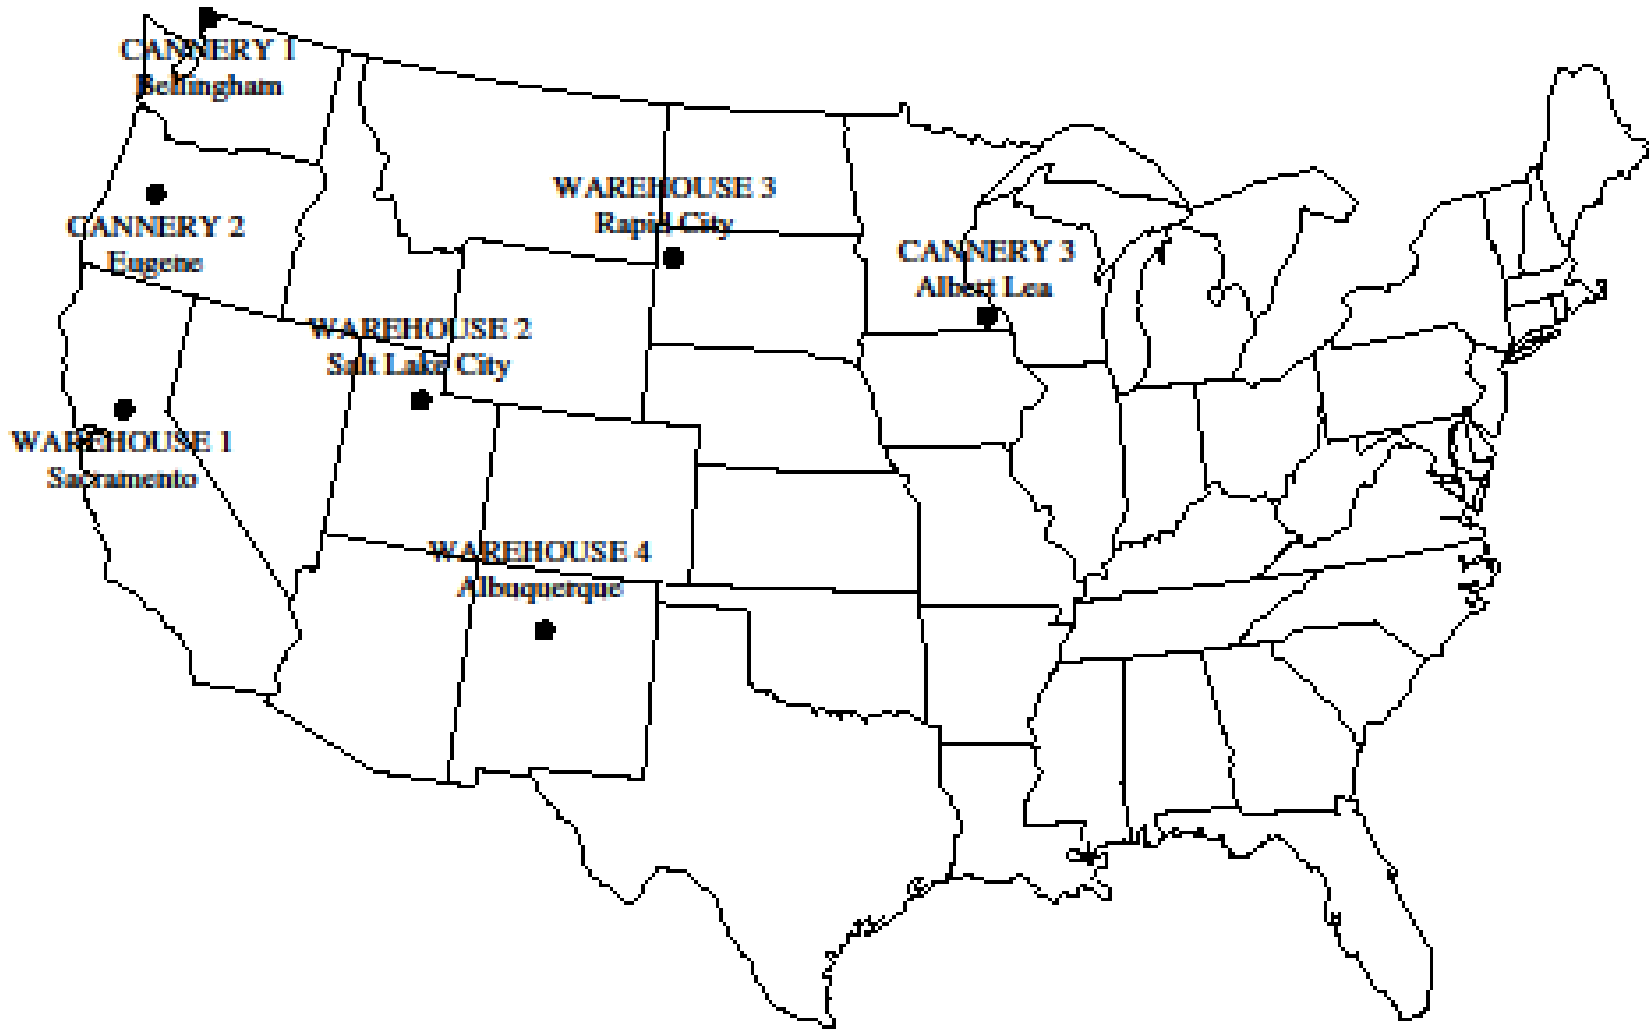 CANNERY 1
Bellingham
WAREHOUSE 3
Rapid City
CANNERY 2
Eugene
CANNERY 3
Albert Lea
WAREHOUSE 2
Salt Lake City
WAREHOUSE 1
Sacramento
WAREHOUSE 4
Albuquerque